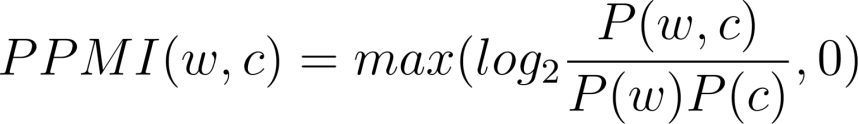 PPMI(w, c) = max(log₂ P(w, c) / P(w)P(c), 0)